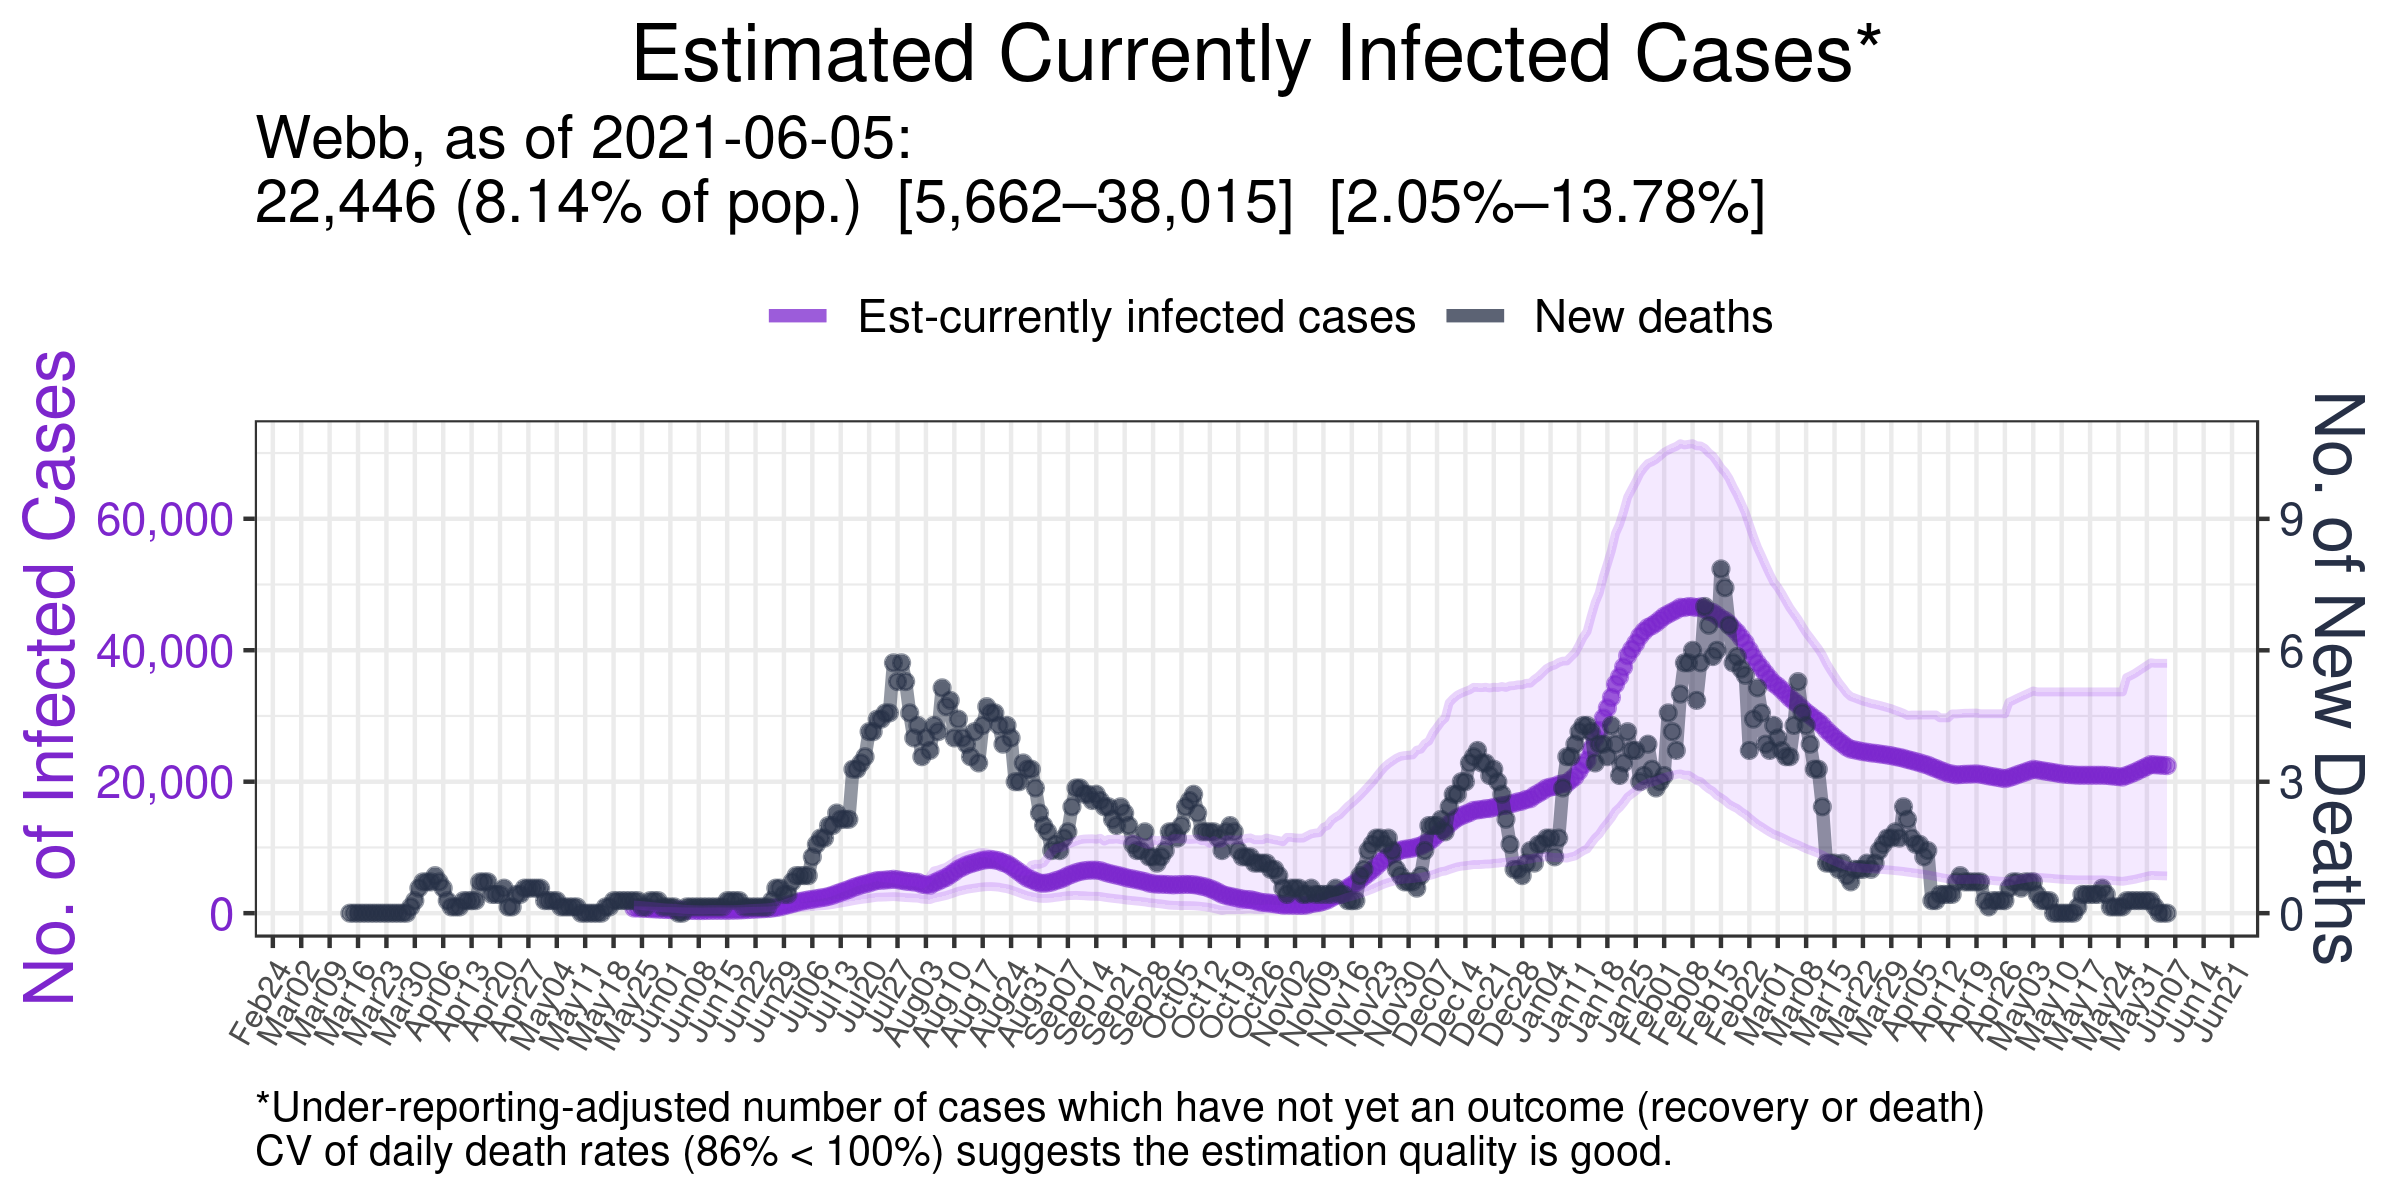 Estimated Currently Infected Cases*
Webb, as of 2021-06-05:
22,446 (8.14% of pop.) [5,662–38,015] [2.05%–13.78%]
Est-currently infected cases New deaths
No. of Infected Cases
60,000
40,000
20,000
0
9
6
3
0
No. of New Deaths
Feb24 Mar02 Mar09 Mar16 Mar23 Mar30 Apr06 Apr13 Apr20 Apr27 May04 May11 May18 May25 Jun01 Jun08 Jun15 Jun22 Jun29 Jul06 Jul13 Jul20 Jul27 Aug03 Aug10 Aug17 Aug24 Aug31 Sep07 Sep14 Sep21 Sep28 Oct05 Oct12 Oct19 Oct26 Nov02 Nov09 Nov16 Nov23 Nov30 Dec07 Dec14 Dec21 Dec28 Jan04 Jan11 Jan18 Jan25 Feb01 Feb08 Feb15 Feb22 Mar01 Mar08 Mar15 Mar22 Mar29 Apr05 Apr12 Apr19 Apr26 May03 May10 May17 May24 May31 Jun07 Jun14 Jun21
*Under-reporting-adjusted number of cases which have not yet an outcome (recovery or death)
CV of daily death rates (86% < 100%) suggests the estimation quality is good.